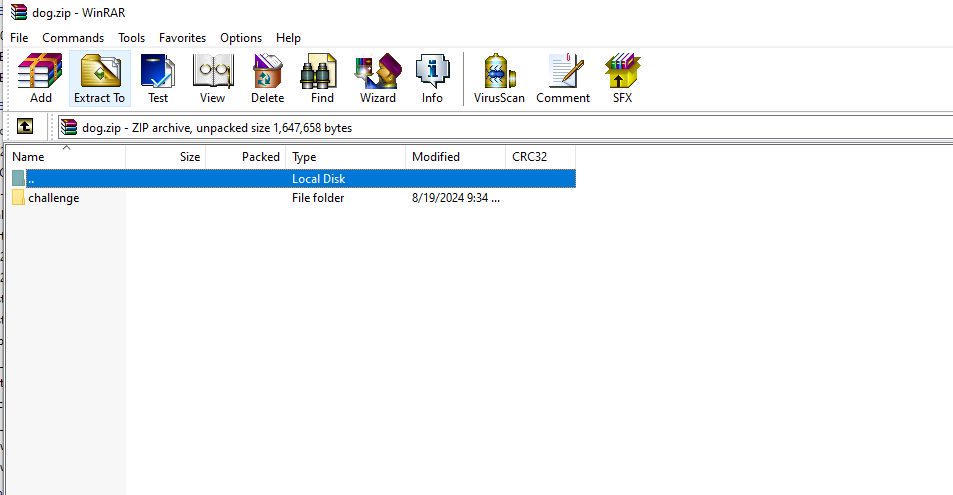 dog.zip - WinRAR
File Commands Tools Favorites Options Help
Add Extract To Test View Delete Find Wizard Info VirusScan Comment SFX
dog.zip - ZIP archive, unpacked size 1,647,658 bytes
Name Size Packed Type Modified CRC32
.. Local Disk
challenge File folder 8/19/2024 9:34 ...